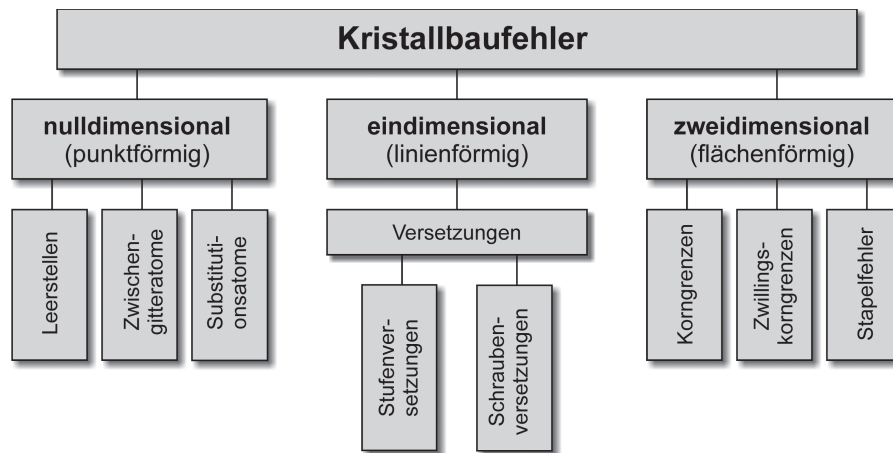 Kristallbaufehler
nulldimensional
(punktförmig)
eindimensional
(linienförmig)
zweidimensional
(flächenförmig)
Leerstellen
Zwischen-
gitteratome
Substituti-
onsatome
Versetzungen
Stufenver-
setzungen
Schrauben-
versetzungen
Korngrenzen
Zwillings-
korngrenzen
Stapelfehler